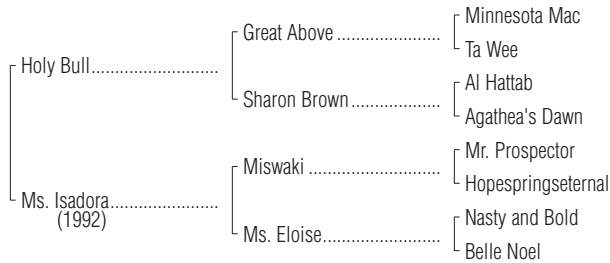 Minnesota Mac
Great Above ..................
Ta Wee
Holy Bull......................
Al Hattab
Sharon Brown................
Agathea's Dawn
Mr. Prospector
Miswaki .......................
Hopespringseternal
Ms. Isadora...................
(1992)
Nasty and Bold
Ms. Eloise.....................
Belle Noel